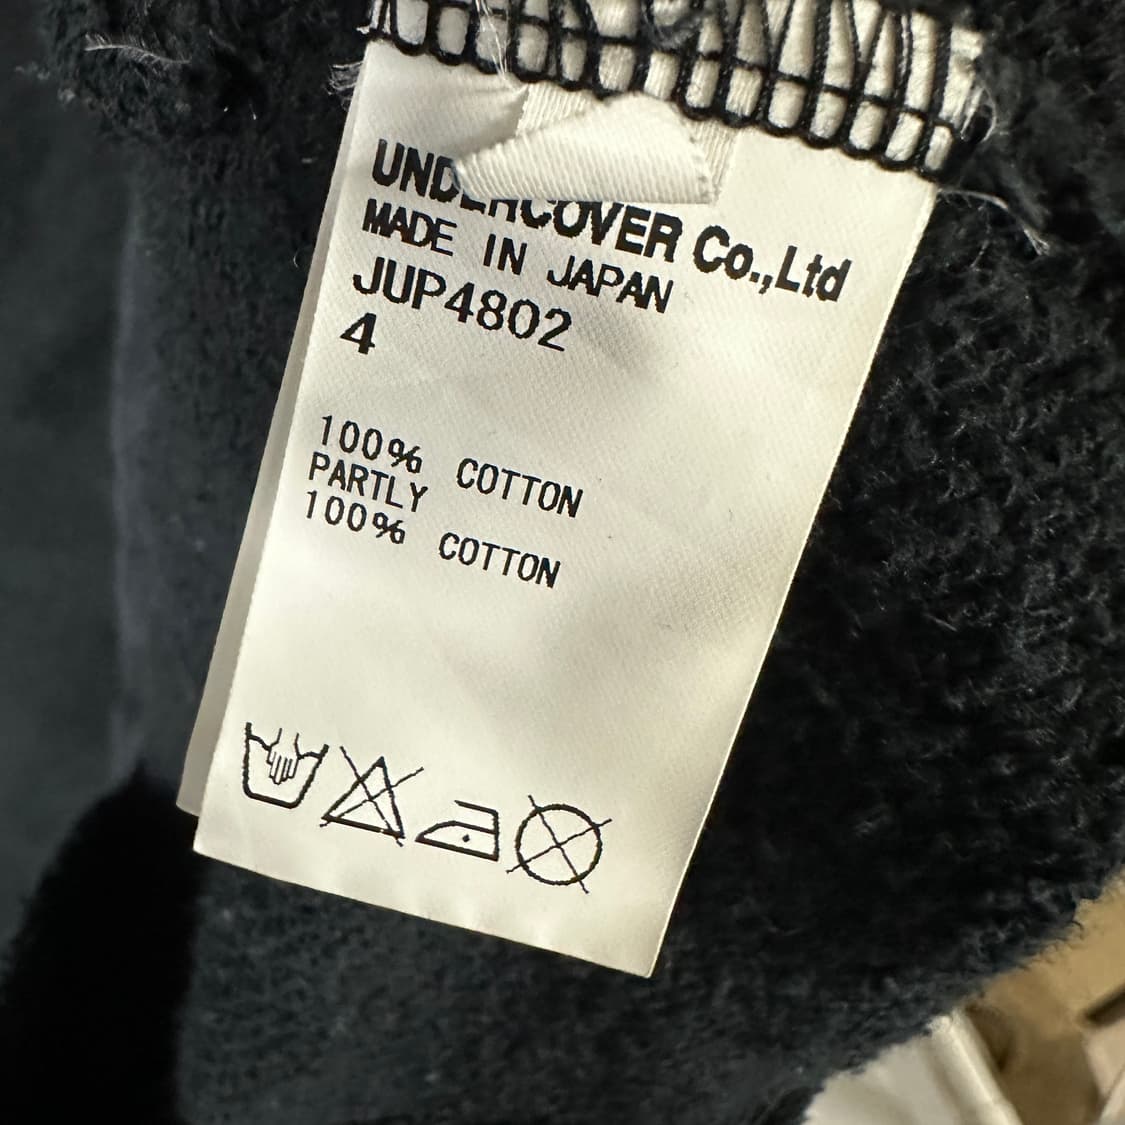 UNDERCOVER Co.,Ltd
MADE IN JAPAN
JUP4802
4
100% COTTON
PARTLY
100% COTTON